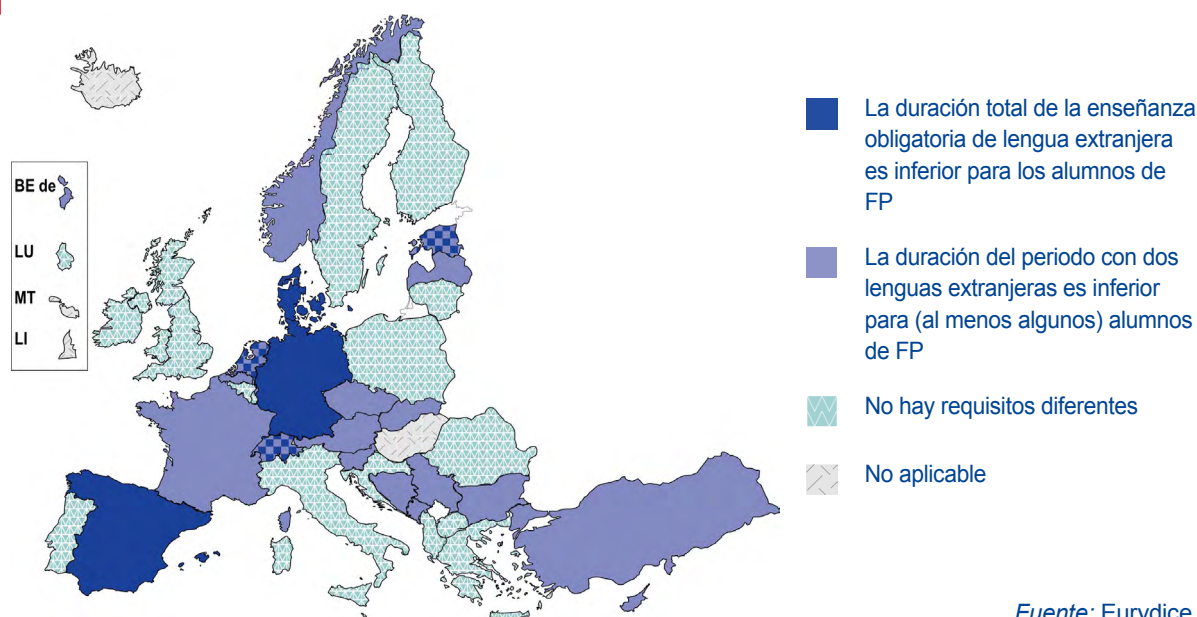 BE de
LU
MT
LI
La duración total de la enseñanza
obligatoria de lengua extranjera
es inferior para los alumnos de
FP
La duración del periodo con dos
lenguas extranjeras es inferior
para (al menos algunos) alumnos
de FP
No hay requisitos diferentes
No aplicable
Fuente: Eurydice